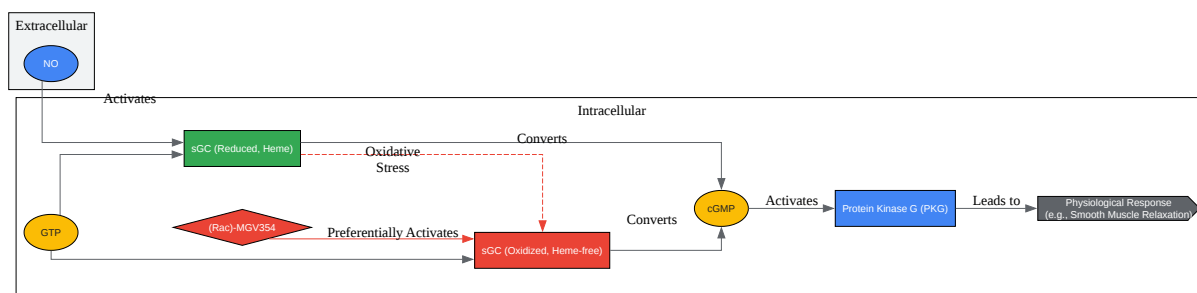 Extracellular
NO
Activates
Intracellular
sGC (Reduced, Heme)
Converts
Oxidative
Stress
cGMP
Activates
Protein Kinase G (PKG)
Leads to
Physiological Response
(e.g., Smooth Muscle Relaxation)
GTP
(Rac)-MGV354
Preferentially Activates
Converts
sGC (Oxidized, Heme-free)